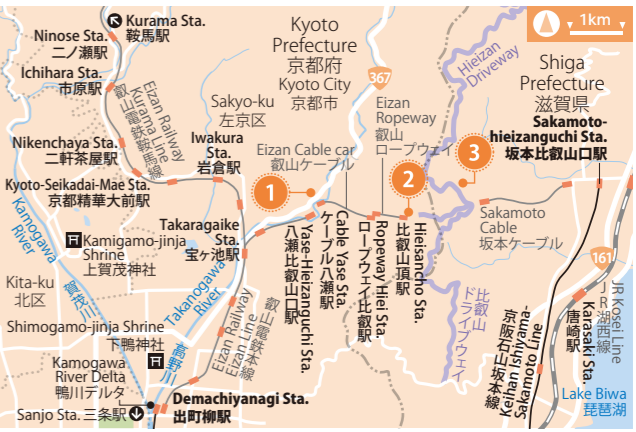 Kurama Sta.
鞍馬駅
Ninose Sta.
二ノ瀬駅
Ichihara Sta.
市原駅
Eizan Railway
Kurama Line
叡山電鉄鞍馬線
Nikenchaya Sta.
二軒茶屋駅
Kyoto-Seikadai-Mae Sta.
京都精華大前駅
Kamogawa
River
賀茂川
Kamigamo-jinja
Shrine
上賀茂神社
Kita-ku
北区
Shimogamo-jinja Shrine
下鴨神社
Kamogawa
River Delta
鴨川デルタ
Sanjo Sta. 三条駅
Kyoto
Prefecture
京都府
Kyoto City
京都市
Sakyo-ku
左京区
Iwakura
Sta.
岩倉駅
Takaragaike
Sta.
宝ヶ池駅
Takanogawa
River
高野川
Eizan Railway
Eizan Line
叡山電鉄本線
Demachiyanagi Sta.
出町柳駅
367
Eizan Cable car
叡山ケーブル
Eizan
Ropeway
叡山
ロープウェイ
1
2
3
Yase-Hieizanguchi Sta.
八瀬比叡山口駅
Cable Yase Sta.
ケーブル八瀬駅
Ropeway Hiei Sta.
ロープウェイ比叡駅
Hieisancho Sta.
比叡山頂駅
Hieizan
Driveway
比叡山
ドライブウェイ
1km
Shiga
Prefecture
滋賀県
Sakamoto-
hieizanguchi Sta.
坂本比叡山口駅
Sakamoto
Cable
坂本ケーブル
161
JR Kosei Line
JR湖西線
Karasaki Sta.
唐崎駅
Keihan Ishiyama-
Sakamoto Line
京阪石山坂本線
Lake Biwa
琵琶湖